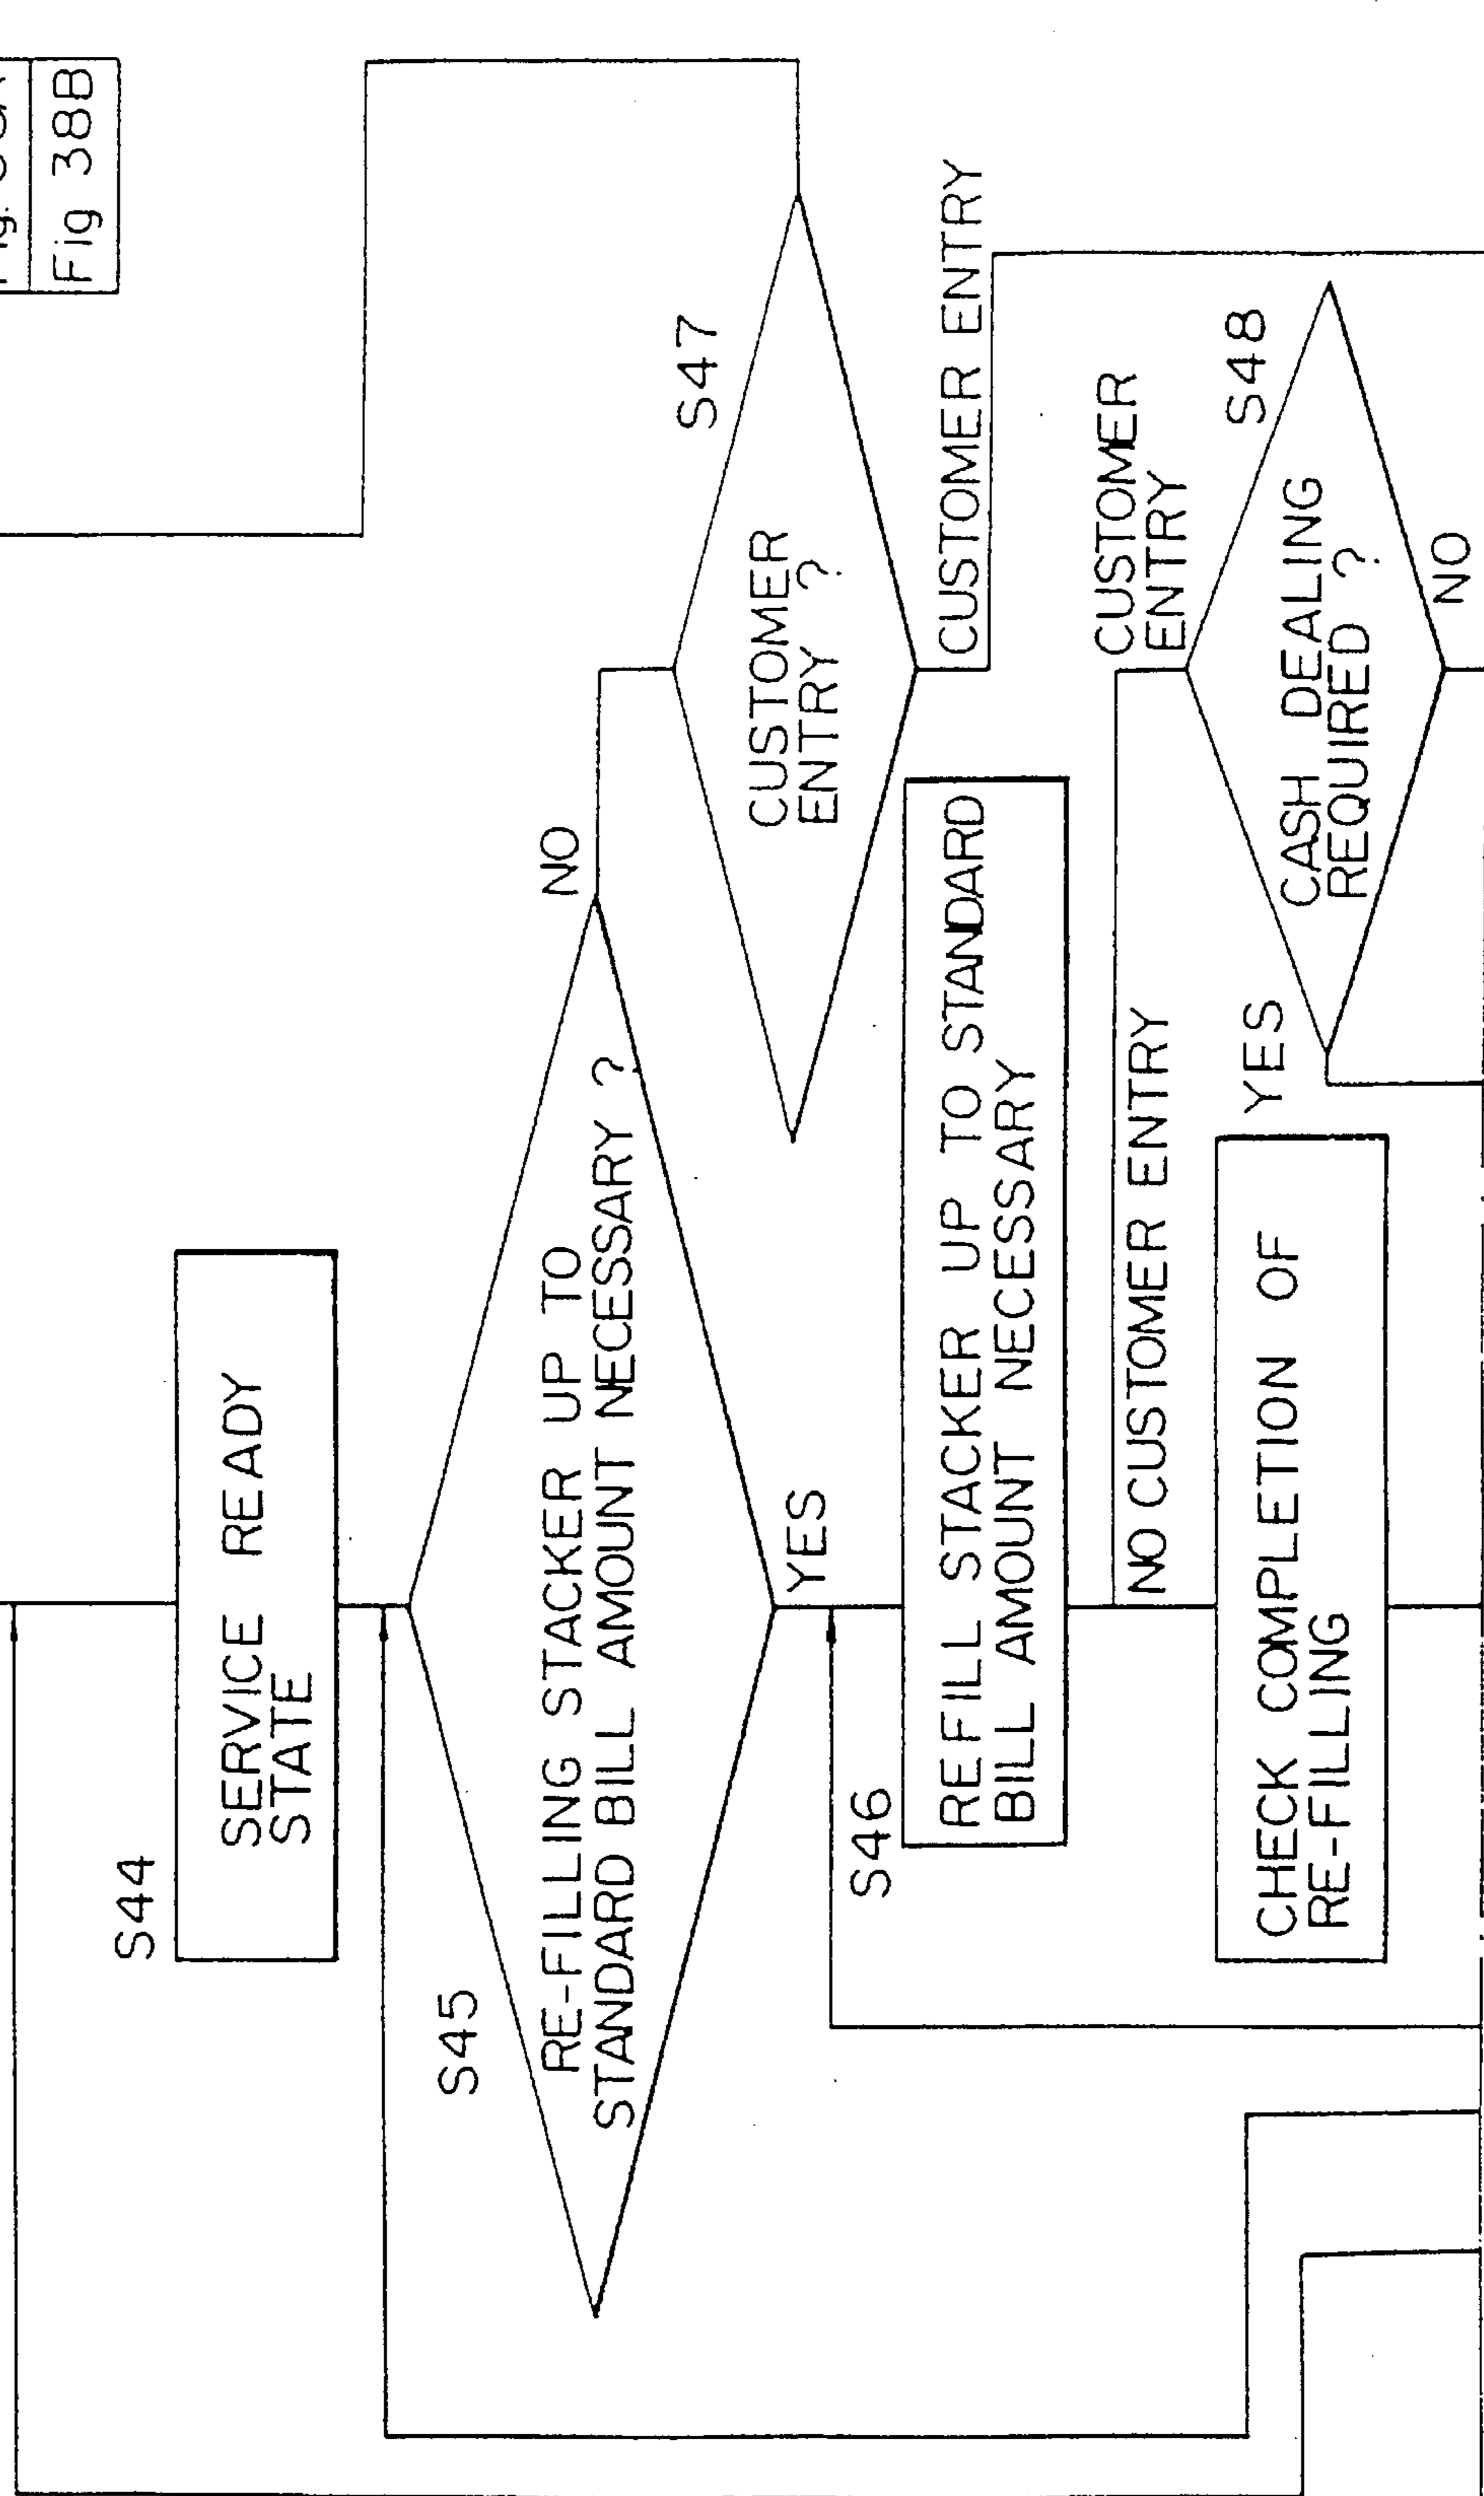 Fig 38B
S44
SERVICE READY
STATE
S45
RE-FILLING STACKER UP TO
STANDARD BILL AMOUNT NECESSARY ?
NO
YES
S47
CUSTOMER
ENTRY ?
CUSTOMER ENTRY
S46
REFILL STACKER UP TO STANDARD
BILL AMOUNT NECESSARY
CUSTOMER
ENTRY
NO CUSTOMER ENTRY
S48
CASH DEALING
REQUIRED ?
YES
NO
CHECK COMPLETION OF
RE-FILLING